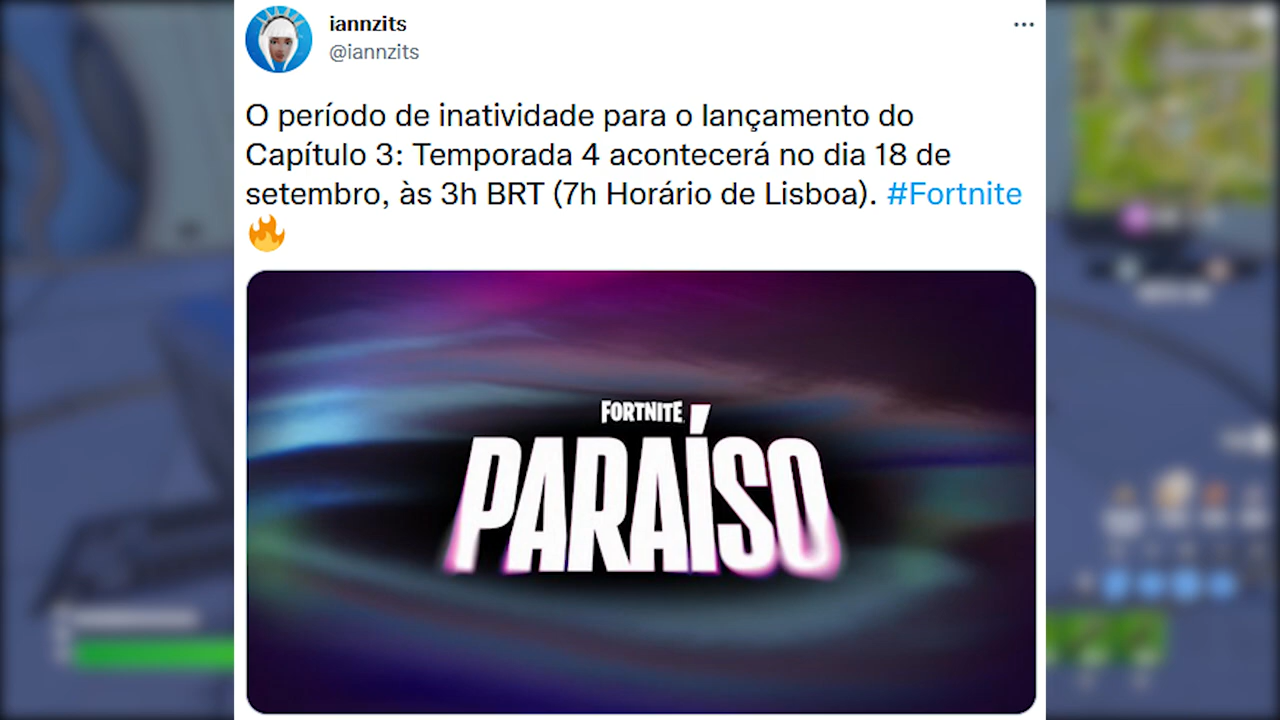 iannzits
@iannzits
O período de inatividade para o lançamento do
Capítulo 3: Temporada 4 acontecerá no dia 18 de
setembro, às 3h BRT (7h Horário de Lisboa). #Fortnite
🔥
FORTNITE
PARAÍSO